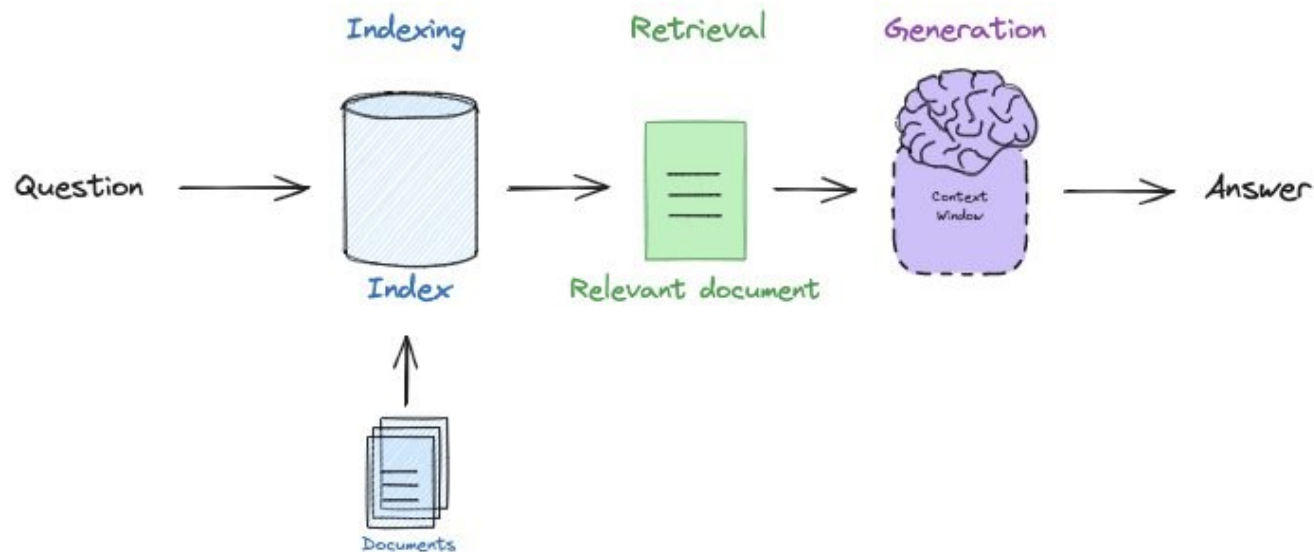 Indexing
Retrieval
Generation
Question
Context
Window
Answer
Index
Relevant document
Documents